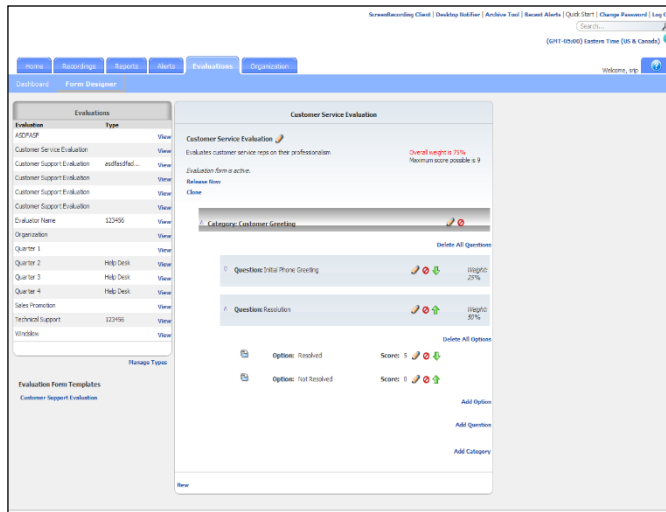 ScreenRecording Client | Desktop Notifier | Archive Tool | Recent Alerts | Quick Start | Change Password | Log
Search...
(GMT-05:00) Eastern Time (US & Canada)
Home Recordings Reports Alerts Evaluations Organization
Welcome, srip
Dashboard Form Designer
Evaluations
Evaluation Type
ASDFASF View
Customer Service Evaluation View
Customer Support Evaluation asdfasdfad... View
Customer Support Evaluation View
Customer Support Evaluation View
Customer Support Evaluation View
Evaluator Name 123456 View
Organization View
Quarter 1 View
Quarter 2 Help Desk View
Quarter 3 Help Desk View
Quarter 4 Help Desk View
Sales Promotion View
Technical Support 123456 View
Windslow View
Manage Types
Evaluation Form Templates
Customer Support Evaluation
Customer Service Evaluation
Customer Service Evaluation
Evaluates customer service reps on their professionalism
Overall weight is 75%
Maximum score possible is 9
Evaluation form is active.
Release Now
Clone
Category: Customer Greeting
Delete All Questions
Question: Initial Phone Greeting Weight:
25%
Question: Resolution Weight:
50%
Delete All Options
Option: Resolved Score: 5
Option: Not Resolved Score: 0
Add Option
Add Question
Add Category
New